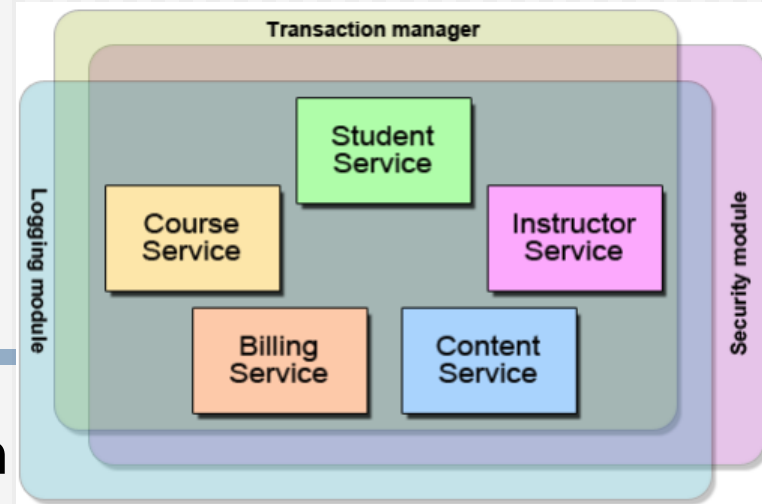 Transaction manager
Student
Service
Course
Service
Instructor
Service
Logging module
Security module
Billing
Service
Content
Service
n